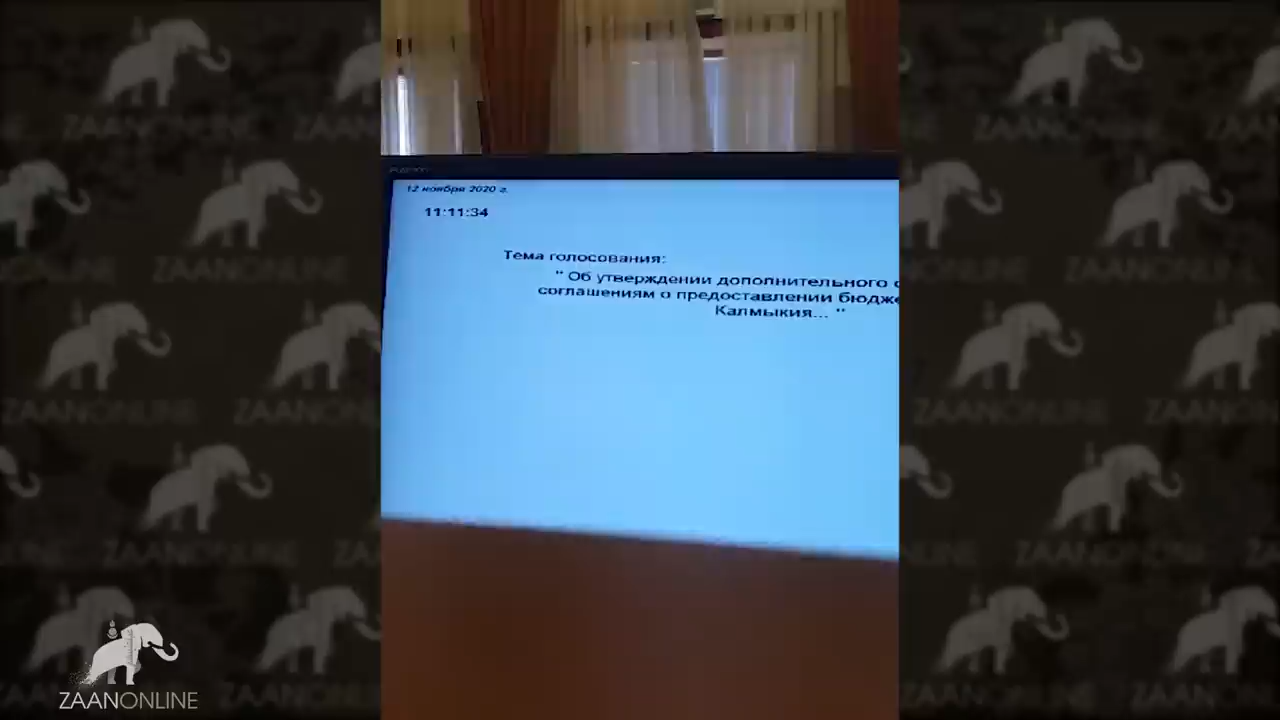 12 ноября 2020 г.
11:11:34
Тема голосования:
" Об утверждении дополнительного
соглашениям о предоставлении
Калмыкия... "
ZAANONLINE